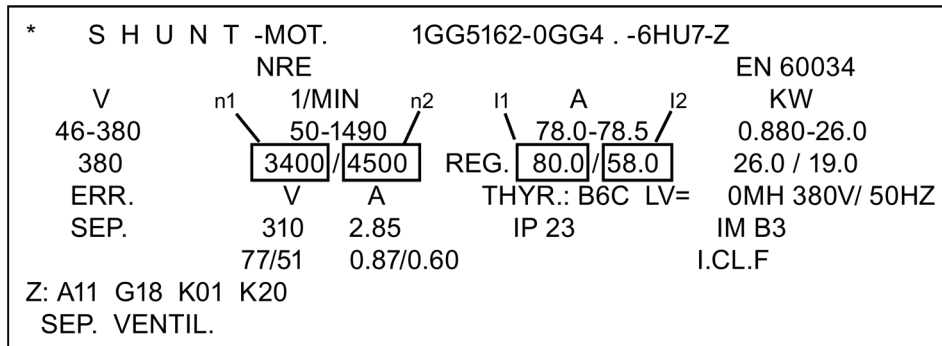 * S H U N T -MOT. 1GG5162-0GG4 . -6HU7-Z
NRE EN 60034
V n1 1/MIN n2 I1 A I2 KW
46-380 50-1490 78.0-78.5 0.880-26.0
380 3400/4500 REG. 80.0/58.0 26.0 / 19.0
ERR. V A THYR.: B6C LV= 0MH 380V/ 50HZ
SEP. 310 2.85 IP 23 IM B3
77/51 0.87/0.60 I.CL.F
Z: A11 G18 K01 K20
SEP. VENTIL.